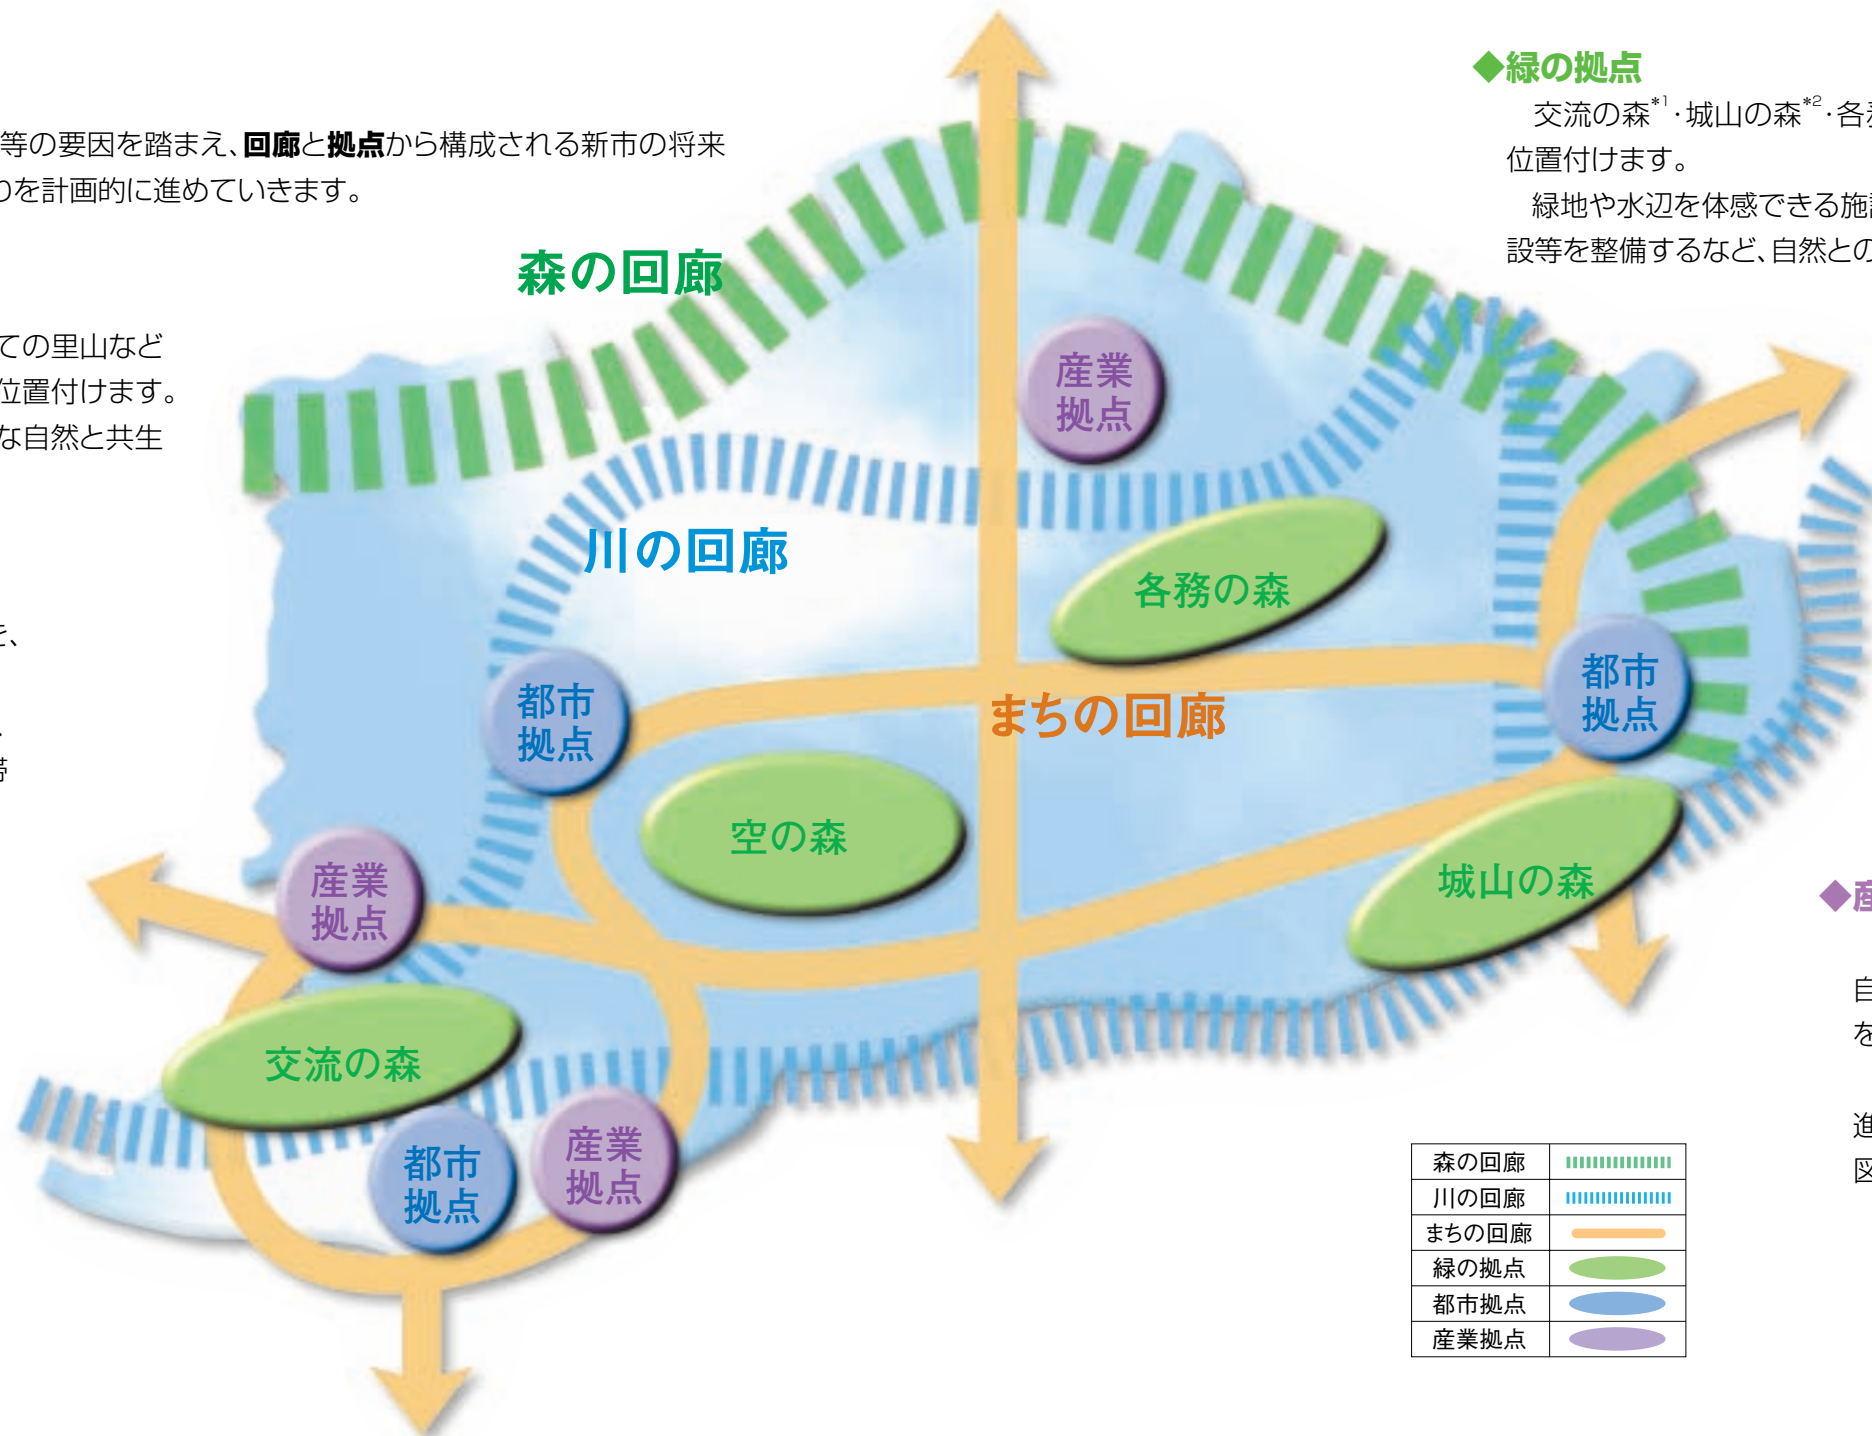 等の要因を踏まえ、回廊と拠点から構成される新市の将来
りを計画的に進めていきます。
ての里山など
位置付けます。
な自然と共生
を、
帯
◆緑の拠点
交流の森*1・城山の森*2・各務
位置付けます。
緑地や水辺を体感できる施設
設等を整備するなど、自然との
森の回廊
産業
拠点
川の回廊
各務の森
都市
拠点
まちの回廊
都市
拠点
空の森
産業
拠点
城山の森
交流の森
都市
拠点
産業
拠点
◆産
自
を
進
図
森の回廊
川の回廊
まちの回廊
緑の拠点
都市拠点
産業拠点